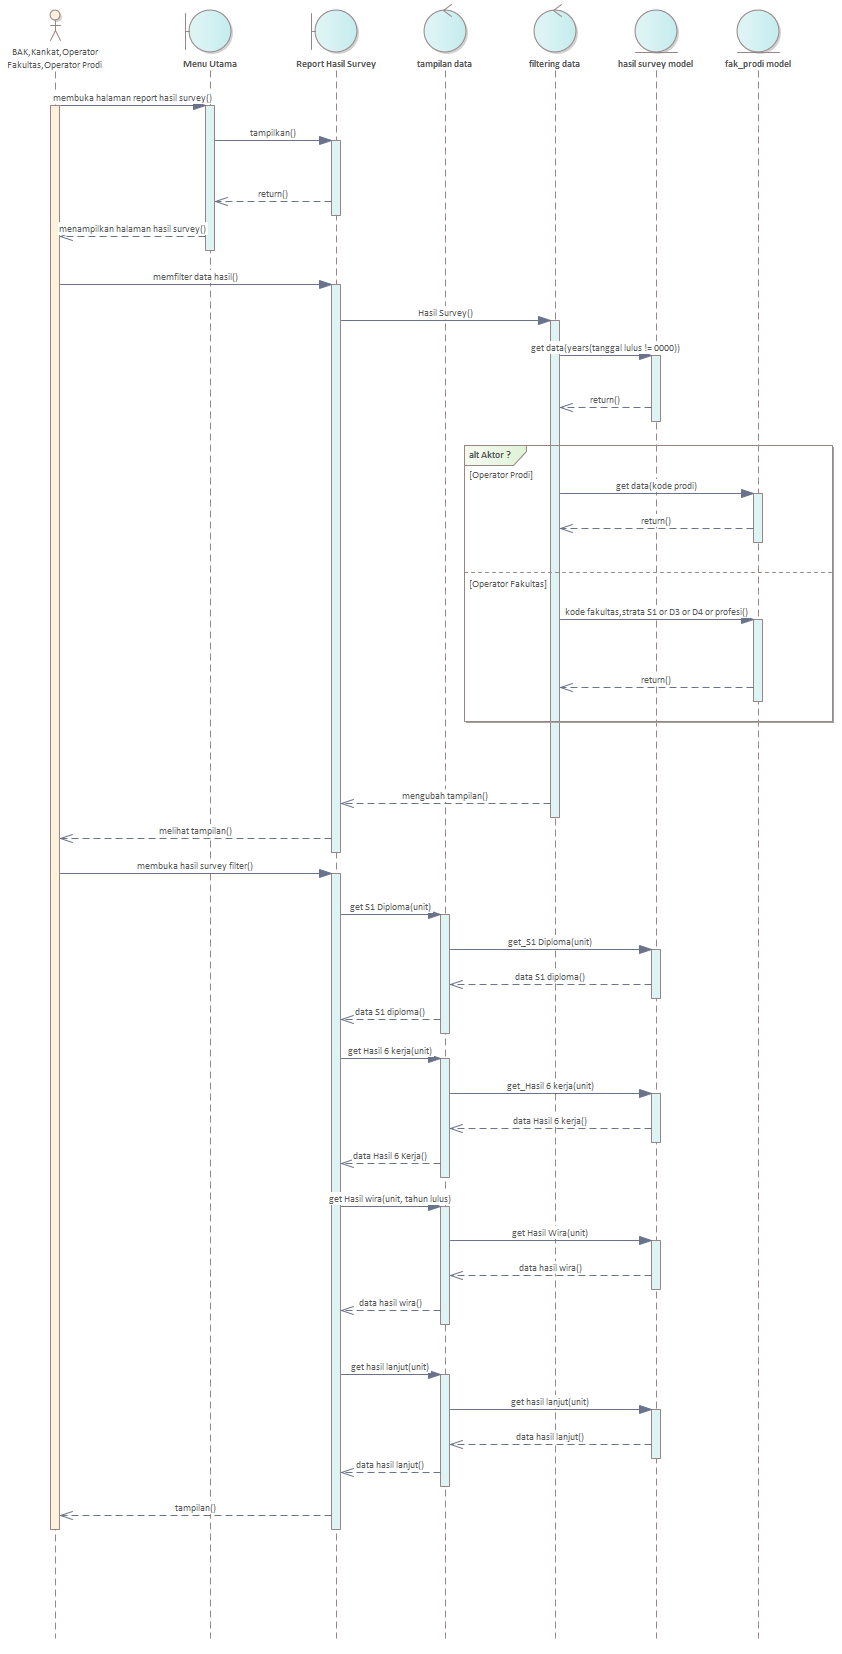 BAK,Kankat,Operator
Fakultas,Operator Prodi
Menu Utama
Report Hasil Survey
tampilan data
filtering data
hasil survey model
fak_prodi model
membuka halaman report hasil survey()
tampilkan()
return()
menampilkan halaman hasil survey()
memfilter data hasil()
Hasil Survey()
get data(years(tanggal lulus != 0000))
return()
alt Aktor ?
[Operator Prodi]
get data(kode prodi)
return()
[Operator Fakultas]
kode fakultas,strata S1 or D3 or D4 or profesi()
return()
mengubah tampilan()
melihat tampilan()
membuka hasil survey filter()
get S1 Diploma(unit)
get_S1 Diploma(unit)
data S1 diploma()
data S1 diploma()
get Hasil 6 kerja(unit)
get_Hasil 6 kerja(unit)
data Hasil 6 kerja()
data Hasil 6 Kerja()
get Hasil wira(unit, tahun lulus)
get Hasil Wira(unit)
data hasil wira()
data hasil wira()
get hasil lanjut(unit)
get hasil lanjut(unit)
data hasil lanjut()
data hasil lanjut()
tampilan()